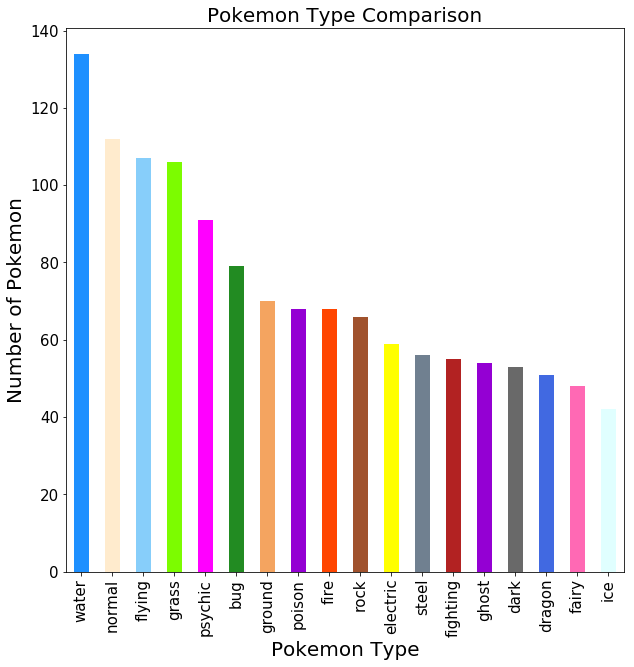 Pokemon Type Comparison
Number of Pokemon
140
120
100
80
60
40
20
0
water
normal
flying
grass
psychic
bug
ground
poison
fire
rock
electric
steel
fighting
ghost
dark
dragon
fairy
ice
Pokemon Type